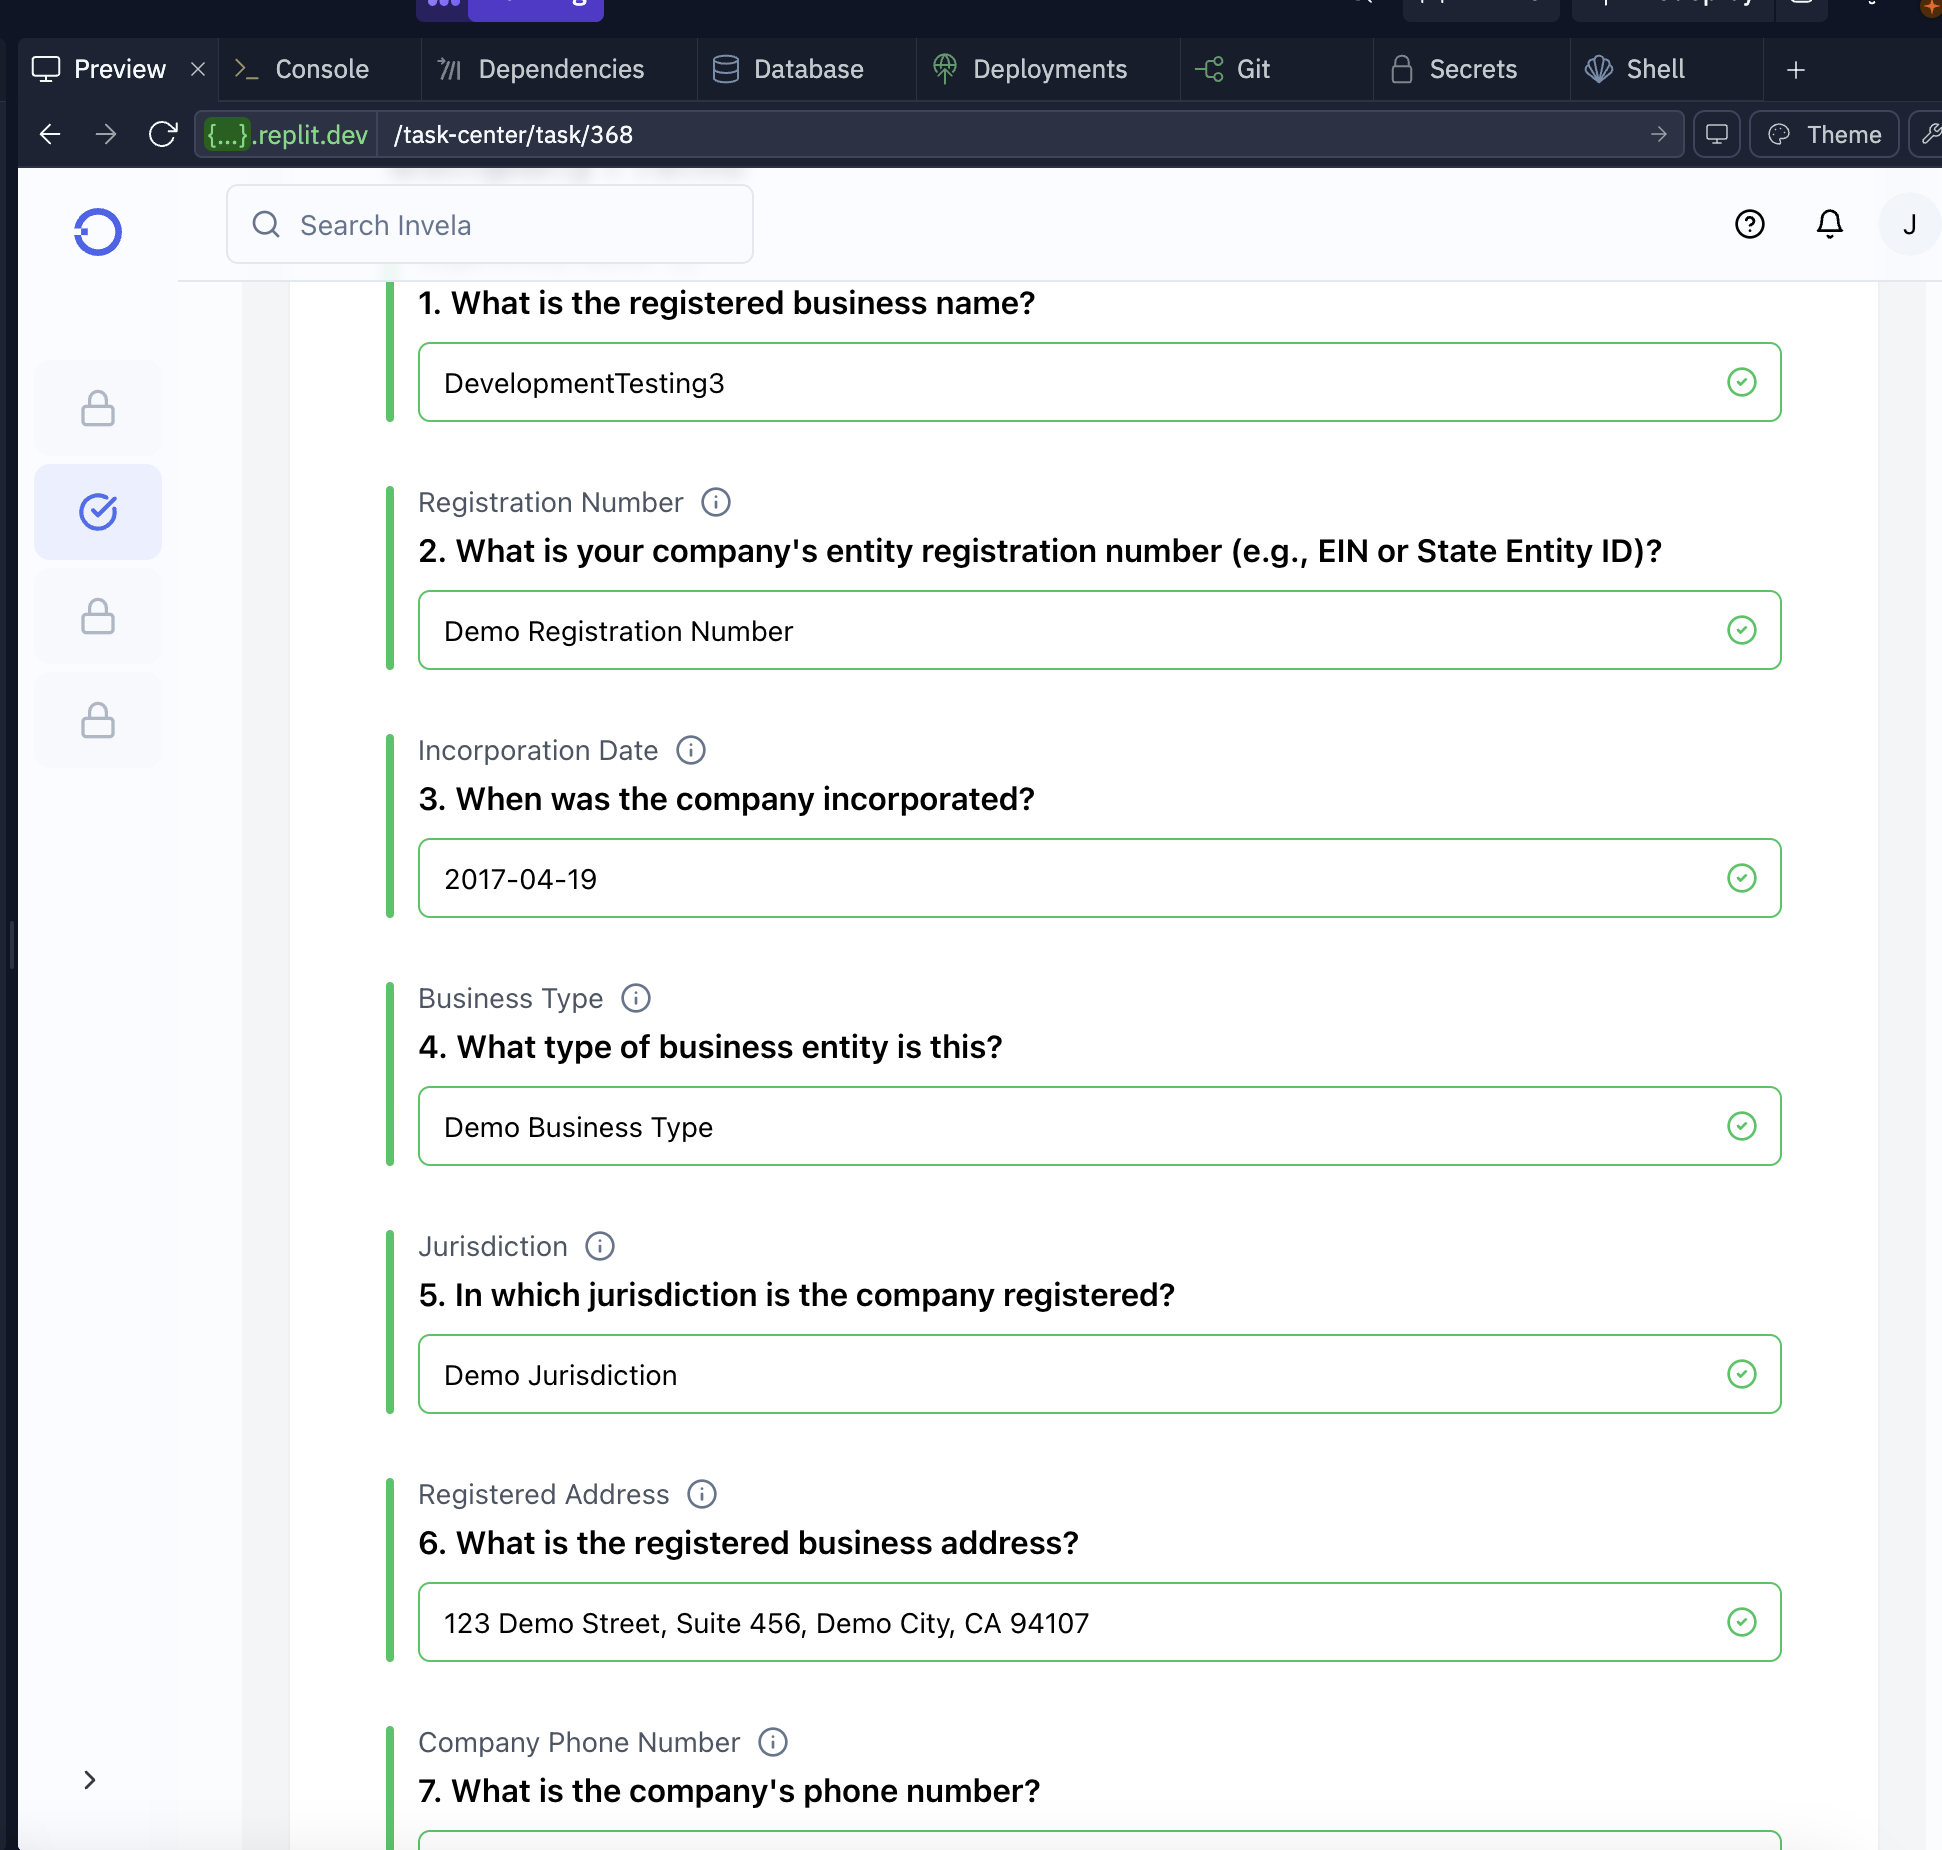 Preview
Console
Dependencies
Database
Deployments
Git
Secrets
Shell
{...}.replit.dev
/task-center/task/368
Theme
Search Invela
J
1. What is the registered business name?
DevelopmentTesting3
Registration Number
2. What is your company's entity registration number (e.g., EIN or State Entity ID)?
Demo Registration Number
Incorporation Date
3. When was the company incorporated?
2017-04-19
Business Type
4. What type of business entity is this?
Demo Business Type
Jurisdiction
5. In which jurisdiction is the company registered?
Demo Jurisdiction
Registered Address
6. What is the registered business address?
123 Demo Street, Suite 456, Demo City, CA 94107
Company Phone Number
7. What is the company's phone number?